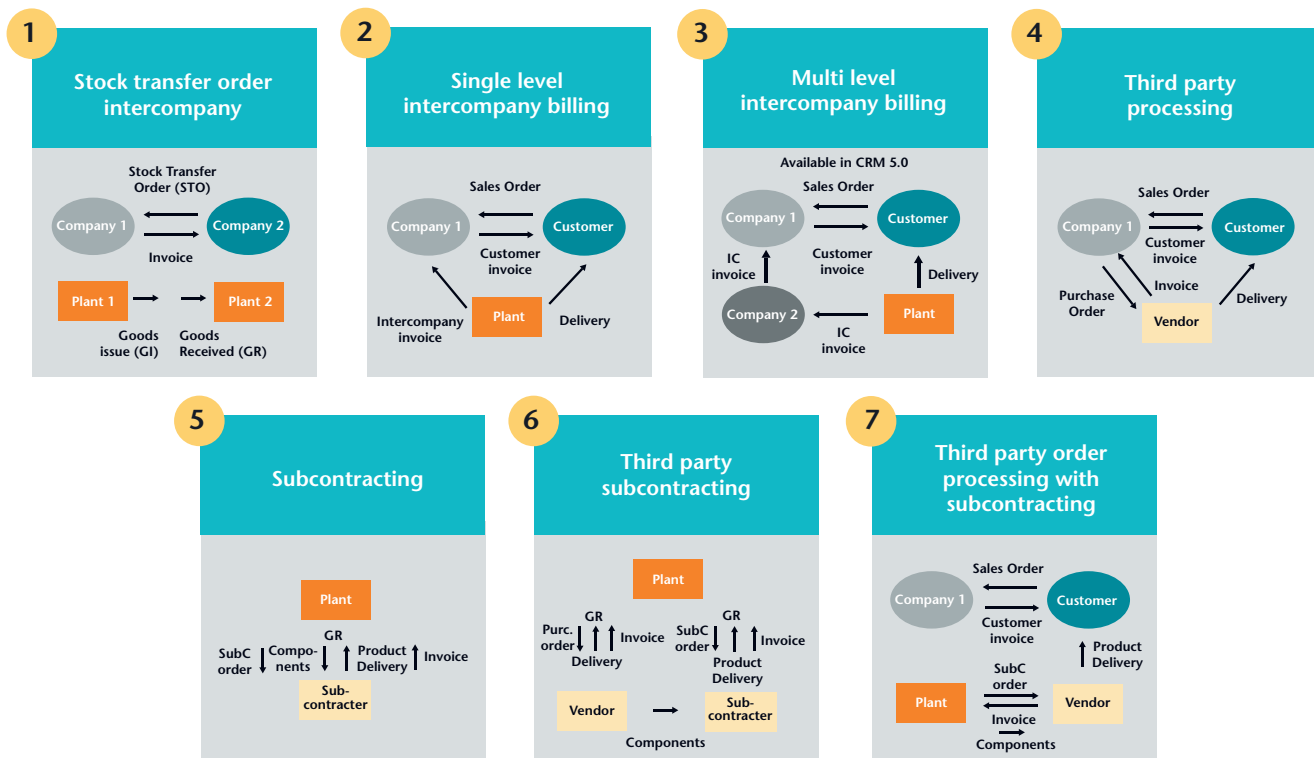 1
Stock transfer order
intercompany
Stock Transfer
Order (STO)
Company 1
Company 2
Invoice
Plant 1
Plant 2
Goods
issue (GI)
Goods
Received (GR)
2
Single level
intercompany billing
Sales Order
Company 1
Customer
Customer
invoice
Intercompany
invoice
Plant
Delivery
3
Multi level
intercompany billing
Available in CRM 5.0
Sales Order
Company 1
Customer
IC
invoice
Customer
invoice
Delivery
Company 2
Plant
IC
invoice
4
Third party
processing
Sales Order
Company 1
Customer
Customer
invoice
Invoice
Purchase
Order
Delivery
Vendor
5
Subcontracting
Plant
SubC
order
Compo-
nents
GR
Product
Delivery
Invoice
Sub-
contracter
6
Third party
subcontracting
Plant
Purc.
order
GR
Invoice
Delivery
SubC
order
GR
Invoice
Product
Delivery
Vendor
Sub-
contracter
Components
7
Third party order
processing with
subcontracting
Sales Order
Company 1
Customer
Customer
invoice
Product
Delivery
SubC
order
Plant
Vendor
Invoice
Components